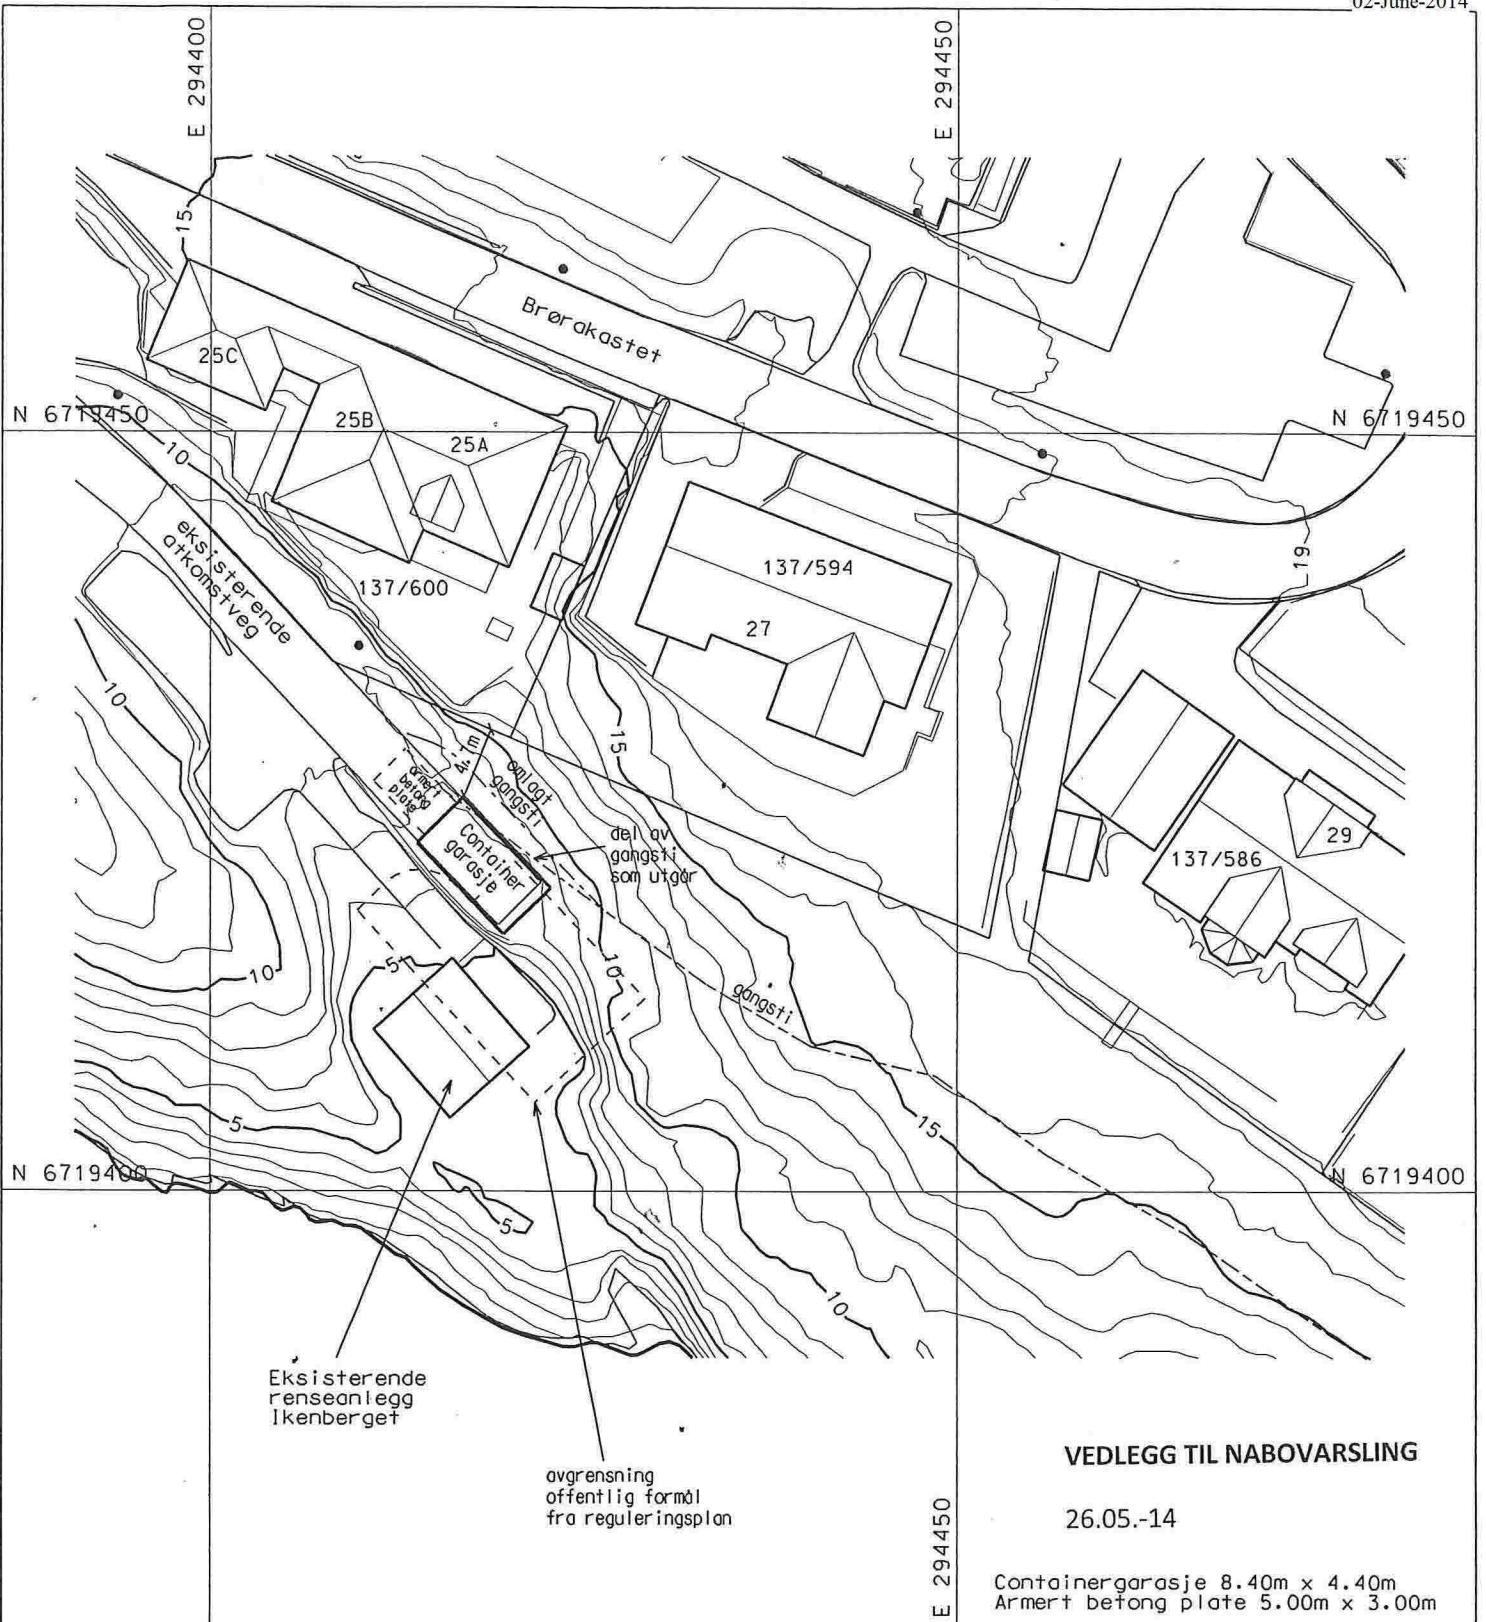 02-June-2014
E 294400
E 294450
15
Brørakastet
25C
N 6719450
25B
25A
N 6719450
10
eksisterende
atkomstveg
137/600
137/594
27
19
10
15
4.1m
omlagt
gangsti
armert
betong
plate
Container
garasje
del av
gangsti
som utgår
137/586
29
10
5
10
gangsti
5
15
N 6719400
N 6719400
5
10
Eksisterende
renseanlegg
Ikenberget
avgrensning
offentlig formål
fra reguleringsplan
E 294450
VEDLEGG TIL NABOVARSLING
26.05.-14
Containergarasje 8.40m x 4.40m
Armert betong plate 5.00m x 3.00m